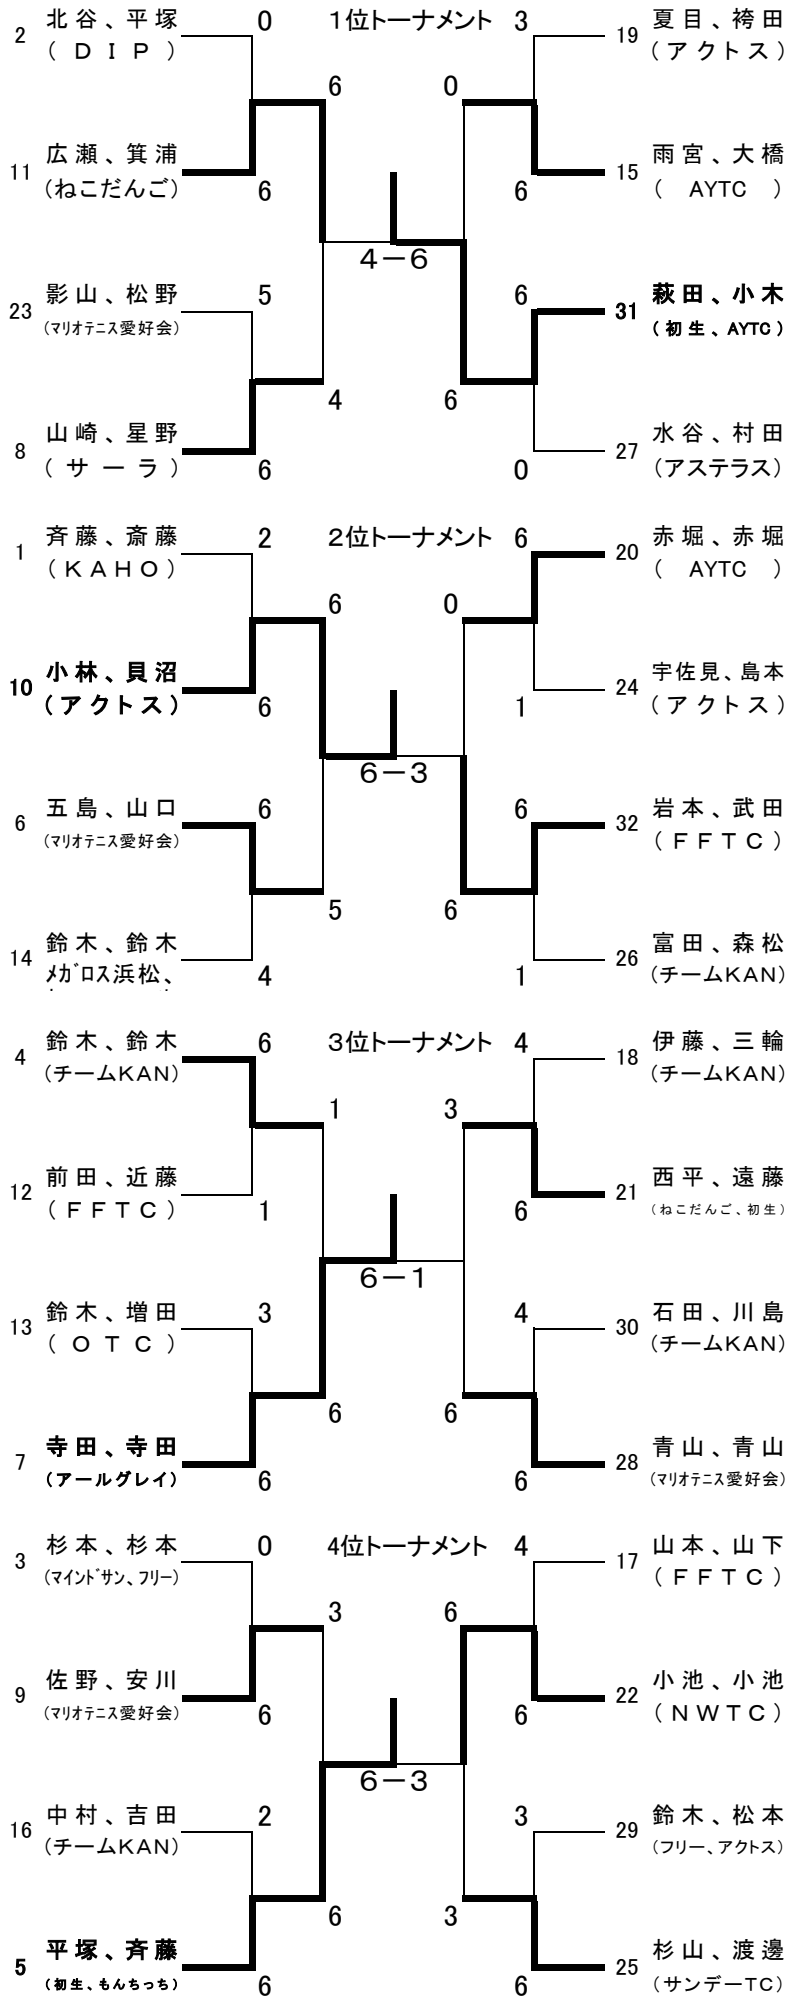 1位トーナメント
2 北谷、平塚 0
(DIP)
11 広瀬、箕浦 6
(ねこだんご)
6
23 影山、松野 5
(マリオテニス愛好会)
8 山崎、星野 6
(サーラ)
4
4－6
3 19 夏目、袴田
(アクトス)
6 15 雨宮、大橋
( AYTC )
0
6 31 萩田、小木
(初生、AYTC)
0 27 水谷、村田
(アステラス)
6
2位トーナメント
1 斉藤、斎藤 2
(KAHO)
10 小林、貝沼 6
(アクトス)
6
6 五島、山口 6
(マリオテニス愛好会)
14 鈴木、鈴木 4
メガロス浜松、
5
6－3
6 20 赤堀、赤堀
( AYTC )
1 24 宇佐見、島本
(アクトス)
0
6 32 岩本、武田
(FFTC)
1 26 富田、森松
(チームKAN)
6
3位トーナメント
4 鈴木、鈴木 6
(チームKAN)
12 前田、近藤 1
(FFTC)
1
13 鈴木、増田 3
(OTC)
7 寺田、寺田 6
(アールグレイ)
6
6－1
4 18 伊藤、三輪
(チームKAN)
6 21 西平、遠藤
(ねこだんご、初生)
3
4 30 石田、川島
(チームKAN)
6 28 青山、青山
(マリオテニス愛好会)
6
4位トーナメント
3 杉本、杉本 0
(マインドサン、フリー)
9 佐野、安川 6
(マリオテニス愛好会)
3
16 中村、吉田 2
(チームKAN)
5 平塚、斉藤 6
(初生、もんちっち)
6
6－3
4 17 山本、山下
(FFTC)
6 22 小池、小池
(NWTC)
6
3 29 鈴木、松本
(フリー、アクトス)
6 25 杉山、渡邊
(サンデーTC)
3